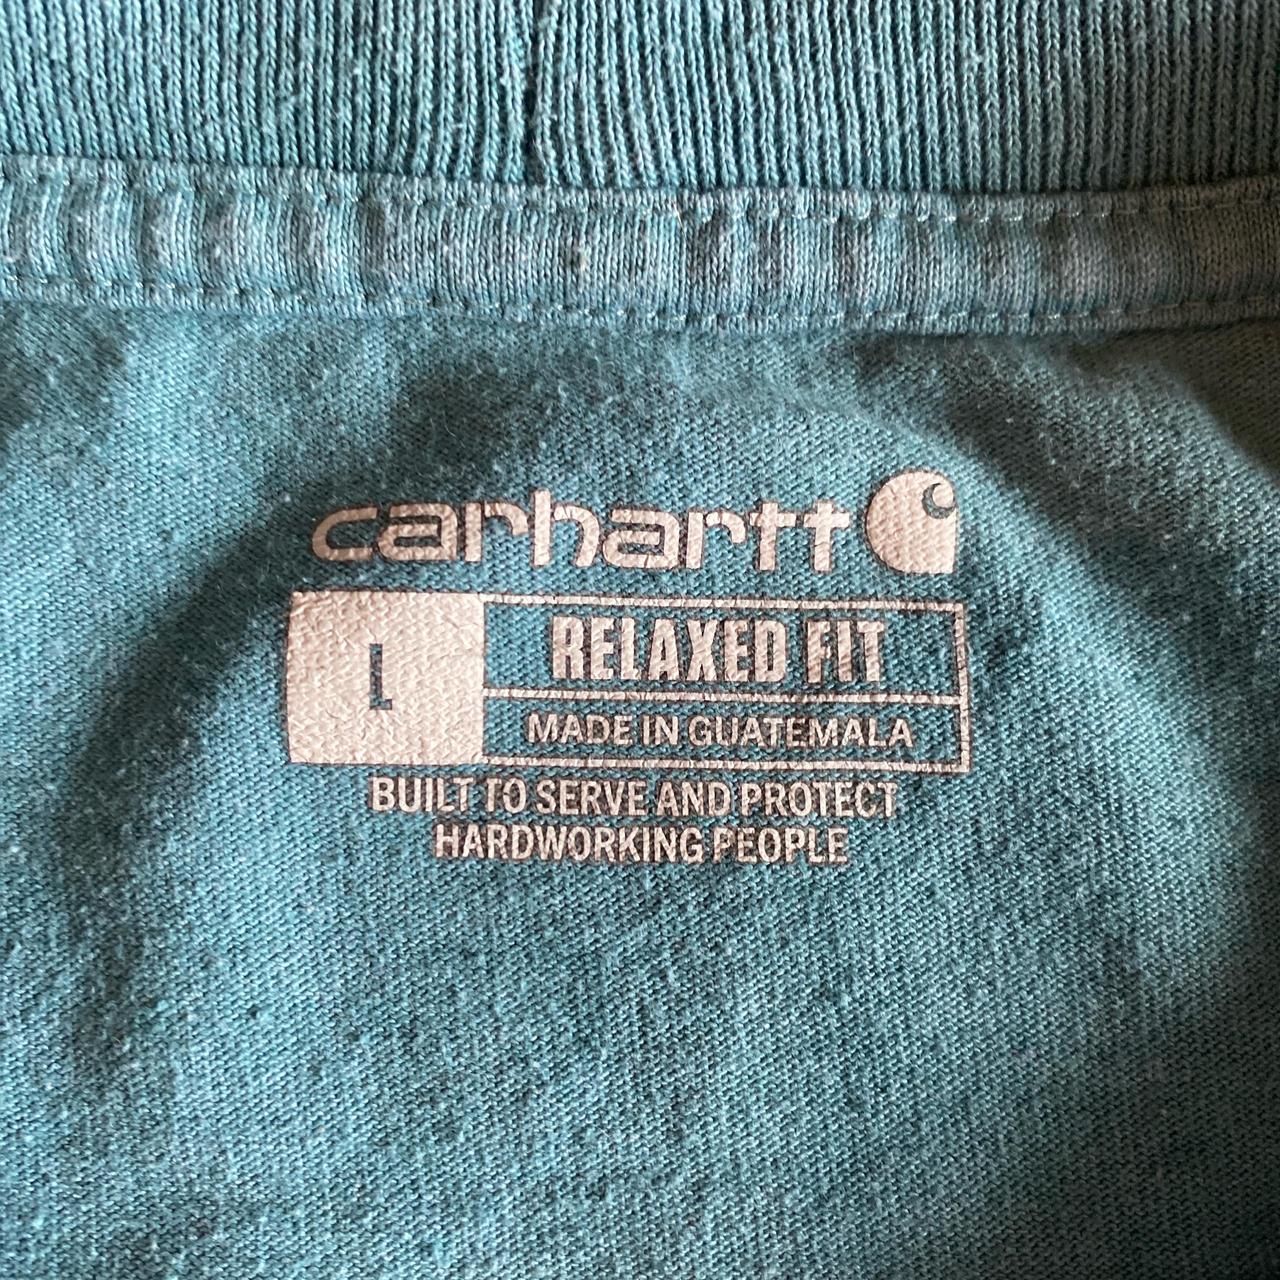 carhartt
L
RELAXED FIT
MADE IN GUATEMALA
BUILT TO SERVE AND PROTECT
HARDWORKING PEOPLE